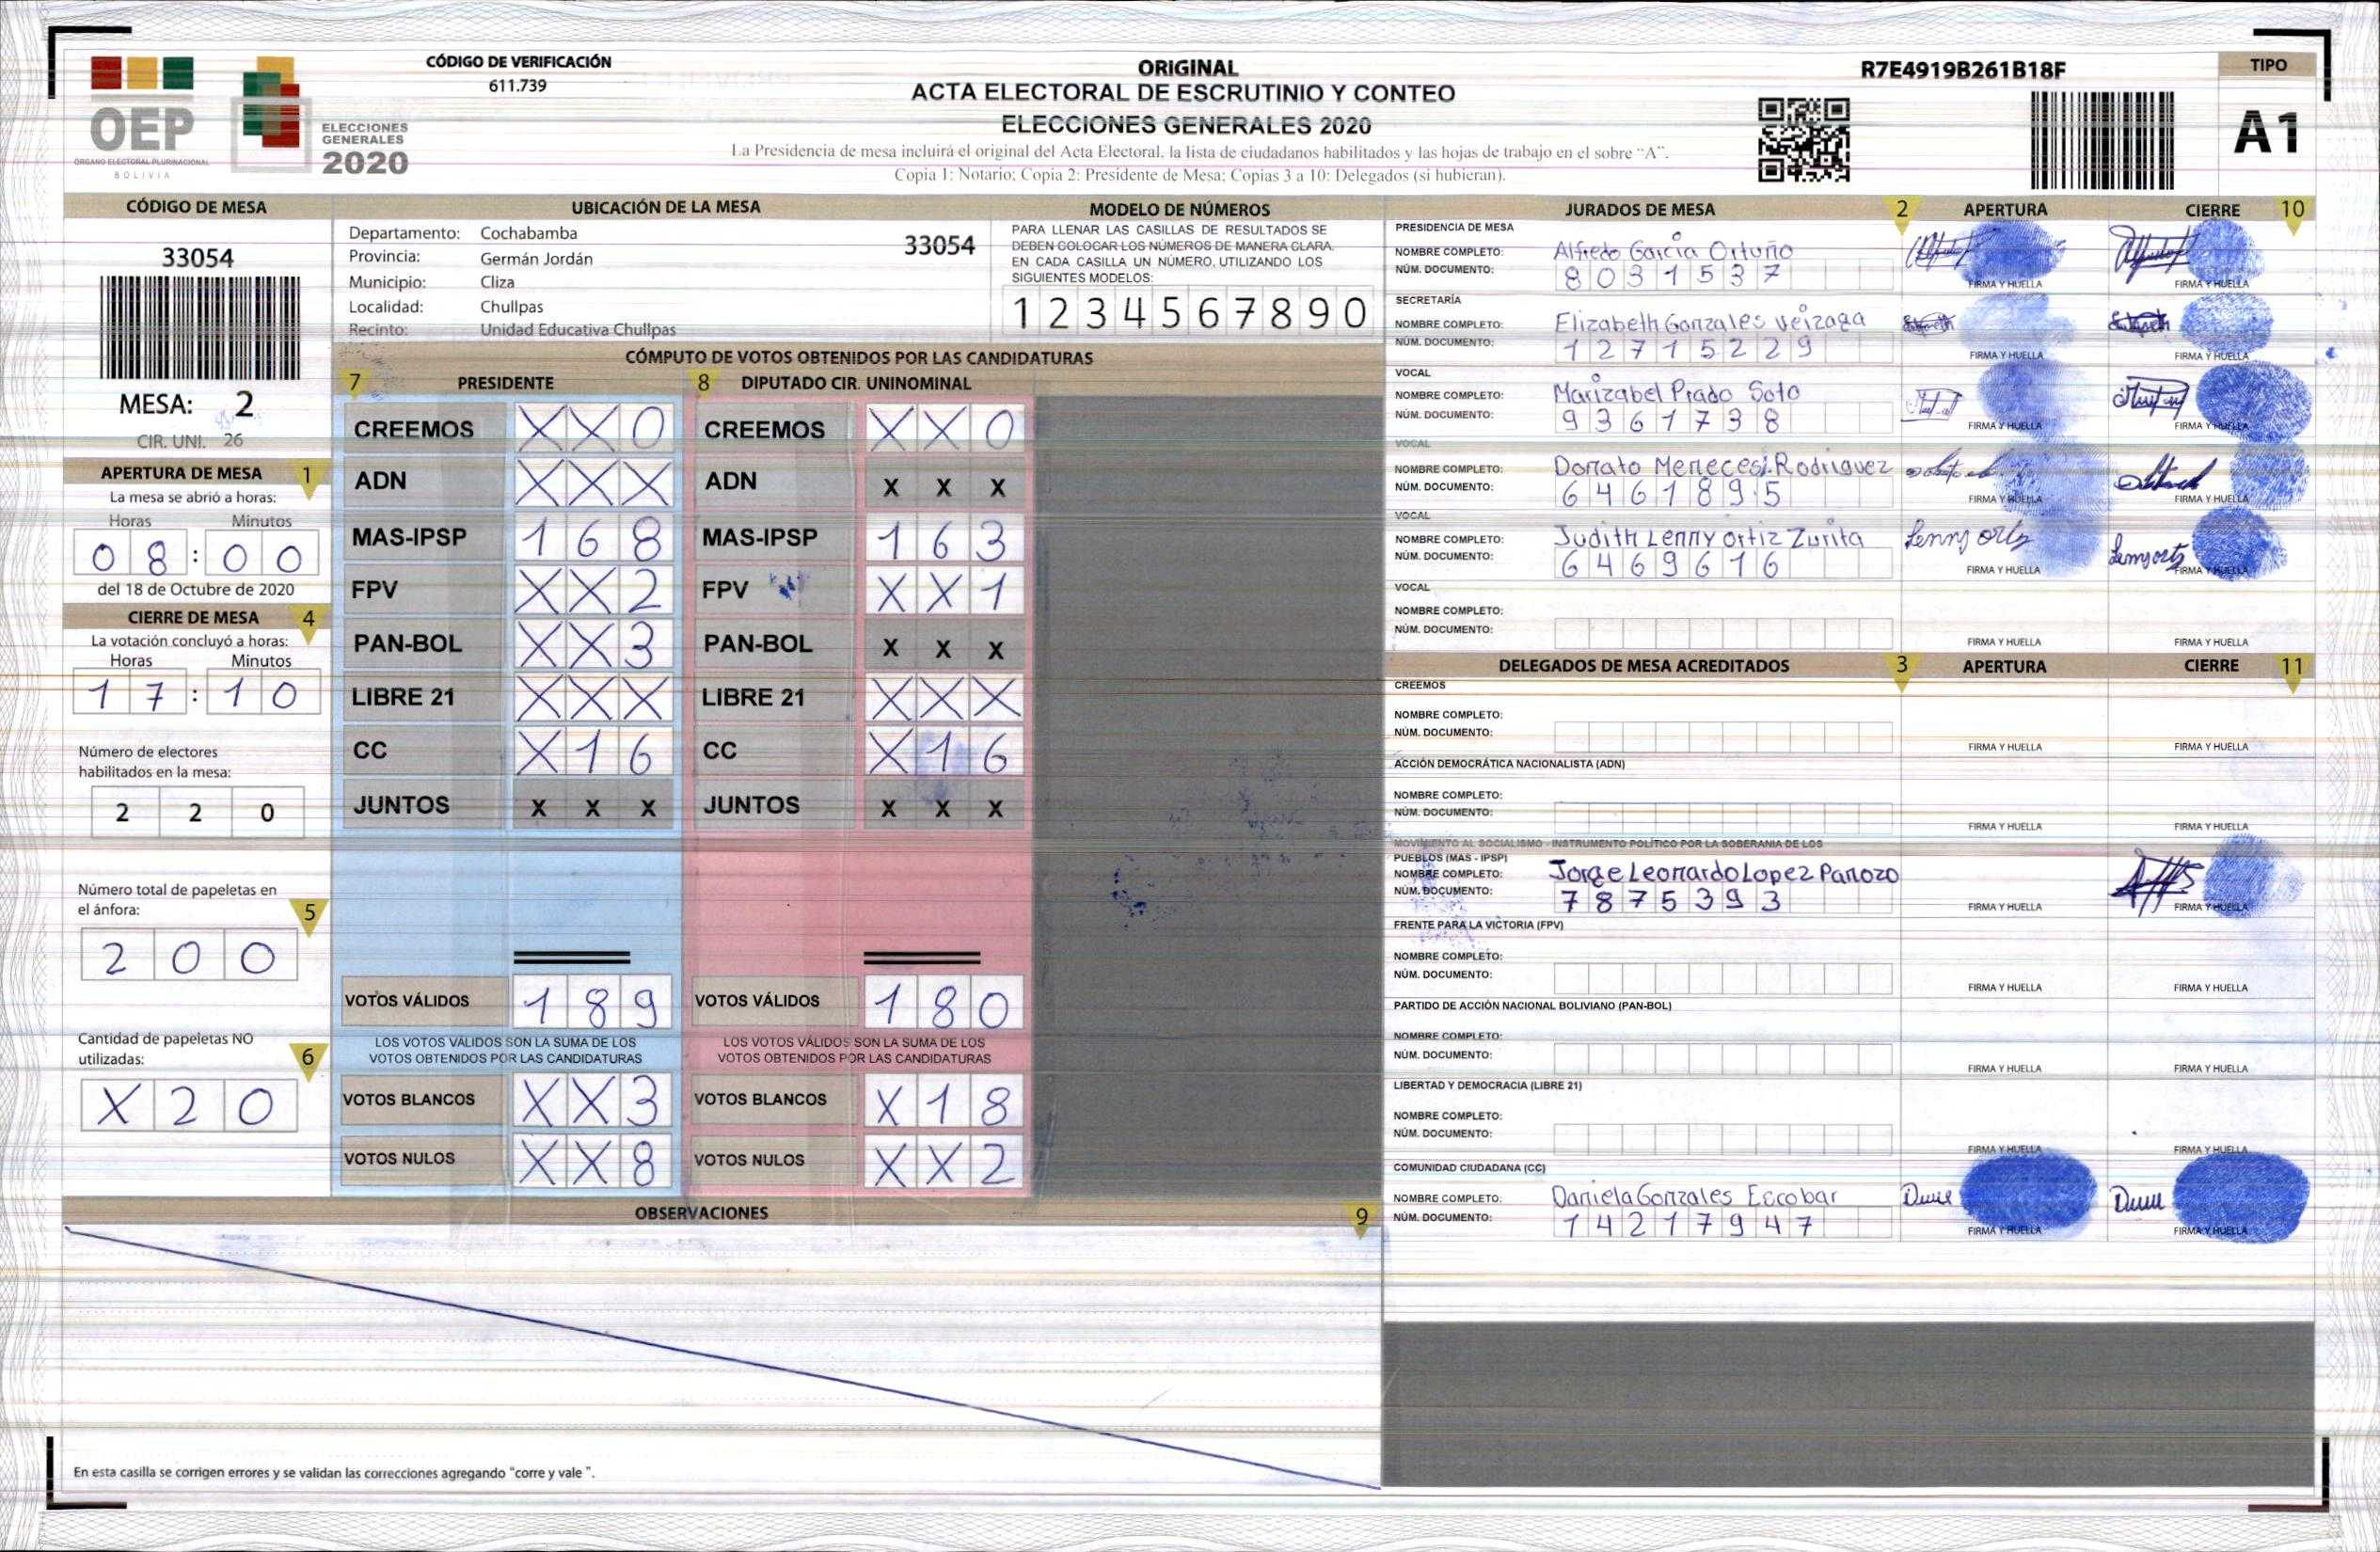 OEP
ÓRGANO ELECTORAL PLURINACIONAL
BOLIVIA
ELECCIONES
GENERALES
2020
CÓDIGO DE VERIFICACIÓN
611.739
ORIGINAL
ACTA ELECTORAL DE ESCRUTINIO Y CONTEO
ELECCIONES GENERALES 2020
La Presidencia de mesa incluirá el original del Acta Electoral, la lista de ciudadanos habilitados y las hojas de trabajo en el sobre "A".
Copia 1: Notario; Copia 2: Presidente de Mesa; Copias 3 a 10: Delegados (si hubieran).
R7E4919B261B18F
TIPO
A1
CÓDIGO DE MESA
33054
MESA: 2
CIR. UNI. 26
APERTURA DE MESA 1
La mesa se abrió a horas:
Horas Minutos
0 8 : 0 0
del 18 de Octubre de 2020
CIERRE DE MESA 4
La votación concluyó a horas:
Horas Minutos
1 7 : 1 0
Número de electores
habilitados en la mesa:
2 2 0
Número total de papeletas en
el ánfora: 5
2 0 0
Cantidad de papeletas NO
utilizadas: 6
X 2 0
UBICACIÓN DE LA MESA
Departamento: Cochabamba 33054
Provincia: Germán Jordán
Municipio: Cliza
Localidad: Chullpas
Recinto: Unidad Educativa Chullpas
MODELO DE NÚMEROS
PARA LLENAR LAS CASILLAS DE RESULTADOS SE
DEBEN COLOCAR LOS NÚMEROS DE MANERA CLARA.
EN CADA CASILLA UN NÚMERO, UTILIZANDO LOS
SIGUIENTES MODELOS:
1 2 3 4 5 6 7 8 9 0
CÓMPUTO DE VOTOS OBTENIDOS POR LAS CANDIDATURAS
7 PRESIDENTE 8 DIPUTADO CIR. UNINOMINAL
CREEMOS X X 0 CREEMOS X X 0
ADN X X X ADN X X X
MAS-IPSP 1 6 8 MAS-IPSP 1 6 3
FPV X X 2 FPV X X 1
PAN-BOL X X 3 PAN-BOL X X X
LIBRE 21 X X X LIBRE 21 X X X
CC X 1 6 CC X 1 6
JUNTOS X X X JUNTOS X X X
VOTOS VÁLIDOS 1 8 9 VOTOS VÁLIDOS 1 8 0
LOS VOTOS VÁLIDOS SON LA SUMA DE LOS LOS VOTOS VÁLIDOS SON LA SUMA DE LOS
VOTOS OBTENIDOS POR LAS CANDIDATURAS VOTOS OBTENIDOS POR LAS CANDIDATURAS
VOTOS BLANCOS X X 3 VOTOS BLANCOS X 1 8
VOTOS NULOS X X 8 VOTOS NULOS X X 2
OBSERVACIONES 9
En esta casilla se corrigen errores y se validan las correcciones agregando "corre y vale ".
JURADOS DE MESA 2 APERTURA CIERRE 10
PRESIDENCIA DE MESA
NOMBRE COMPLETO: Alfredo García Ortuño
NÚM. DOCUMENTO: 8 0 3 1 5 3 7
FIRMA Y HUELLA FIRMA Y HUELLA
SECRETARÍA
NOMBRE COMPLETO: Elizabeth Gonzales Veizaga
NÚM. DOCUMENTO: 1 2 7 1 5 2 2 9
FIRMA Y HUELLA FIRMA Y HUELLA
VOCAL
NOMBRE COMPLETO: Marizabel Prado Soto
NÚM. DOCUMENTO: 9 3 6 1 7 3 8
FIRMA Y HUELLA FIRMA Y HUELLA
VOCAL
NOMBRE COMPLETO: Donato Rodriguez
NÚM. DOCUMENTO: 6 4 6 1 8 9 5
FIRMA Y HUELLA FIRMA Y HUELLA
VOCAL
NOMBRE COMPLETO: Judith Lenny Ortiz Zurita Lenny
NÚM. DOCUMENTO: 6 4 6 9 6 1 6
FIRMA Y HUELLA FIRMA Y HUELLA
VOCAL
NOMBRE COMPLETO:
NÚM. DOCUMENTO:
FIRMA Y HUELLA FIRMA Y HUELLA
DELEGADOS DE MESA ACREDITADOS 3 APERTURA CIERRE 11
CREEMOS
NOMBRE COMPLETO:
NÚM. DOCUMENTO:
FIRMA Y HUELLA FIRMA Y HUELLA
ACCIÓN DEMOCRÁTICA NACIONALISTA (ADN)
NOMBRE COMPLETO:
NÚM. DOCUMENTO:
FIRMA Y HUELLA FIRMA Y HUELLA
MOVIMIENTO AL SOCIALISMO - INSTRUMENTO POLÍTICO POR LA SOBERANIA DE LOS
PUEBLOS (MAS - IPSP)
NOMBRE COMPLETO: Jorge Leonardo Lopez Panozo
NÚM. DOCUMENTO: 7 8 7 5 3 9 3
FIRMA Y HUELLA FIRMA Y HUELLA
FRENTE PARA LA VICTORIA (FPV)
NOMBRE COMPLETO:
NÚM. DOCUMENTO:
FIRMA Y HUELLA FIRMA Y HUELLA
PARTIDO DE ACCIÓN NACIONAL BOLIVIANO (PAN-BOL)
NOMBRE COMPLETO:
NÚM. DOCUMENTO:
FIRMA Y HUELLA FIRMA Y HUELLA
LIBERTAD Y DEMOCRACIA (LIBRE 21)
NOMBRE COMPLETO:
NÚM. DOCUMENTO:
FIRMA Y HUELLA FIRMA Y HUELLA
COMUNIDAD CIUDADANA (CC)
NOMBRE COMPLETO: Daniela Gonzales Escobar
NÚM. DOCUMENTO: 1 4 2 1 7 9 4 7
FIRMA Y HUELLA FIRMA Y HUELLA